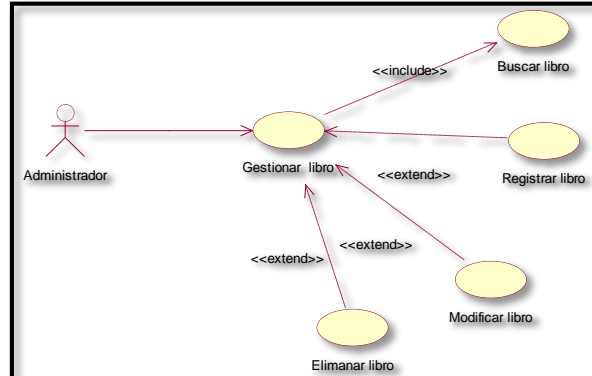 <<include>>
Buscar libro
Administrador
Gestionar libro
<<extend>>
Registrar libro
<<extend>>
<<extend>>
Modificar libro
Elimanar libro